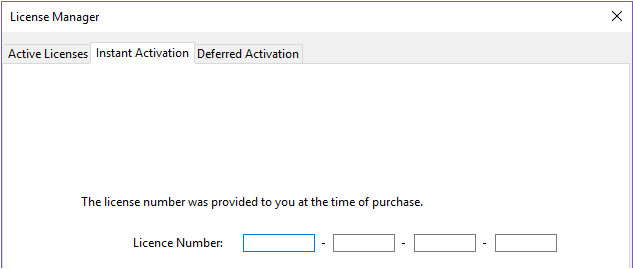 License Manager
Active Licenses Instant Activation Deferred Activation
The license number was provided to you at the time of purchase.
Licence Number: - - -